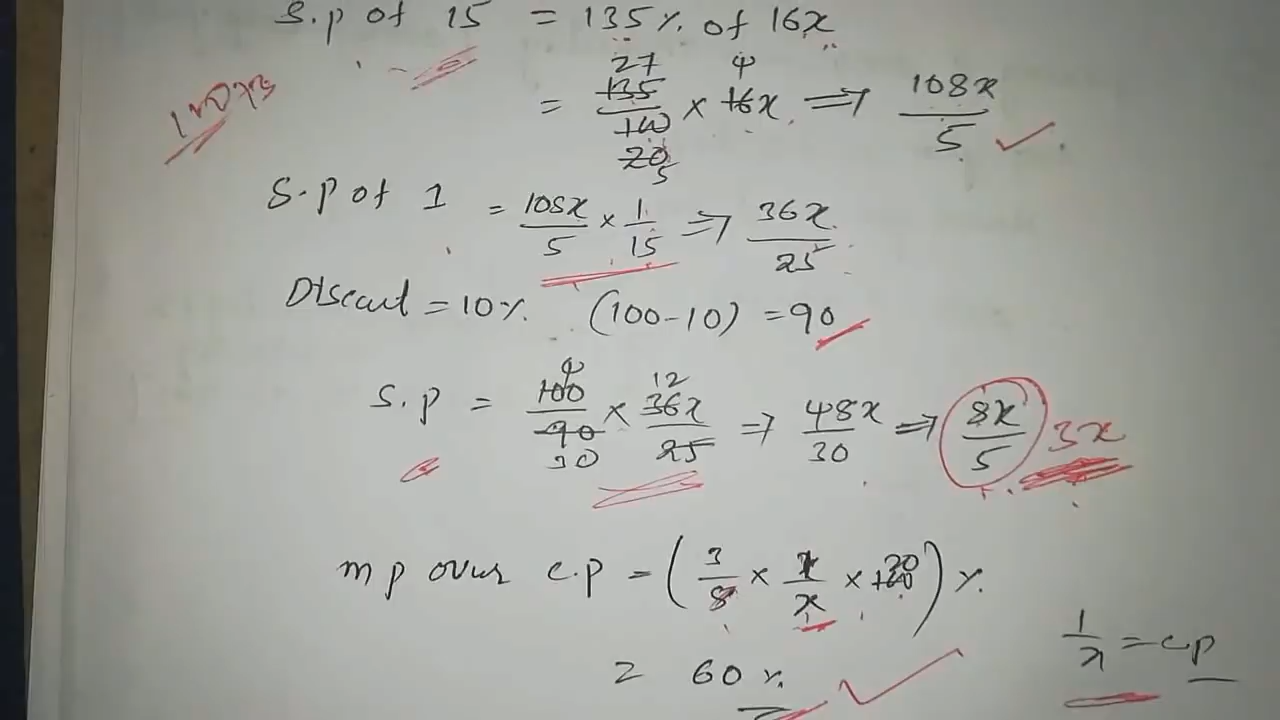 S.p of 15 = 135% of 16x
27 4
= 135/100 × 16x ⇒ 108x/5 ✓
20
5
S.p of 1 = 108x/5 × 1/15 ⇒ 36x/25
Discout = 10% (100-10) = 90
4 12
S.p = 100/90 × 36x/25 ⇒ 48x/30 ⇒ 8x/5 3x
30
mp over c.p = (3/8 × x/x × 100) %
20
1/x = cp
= 60% ✓